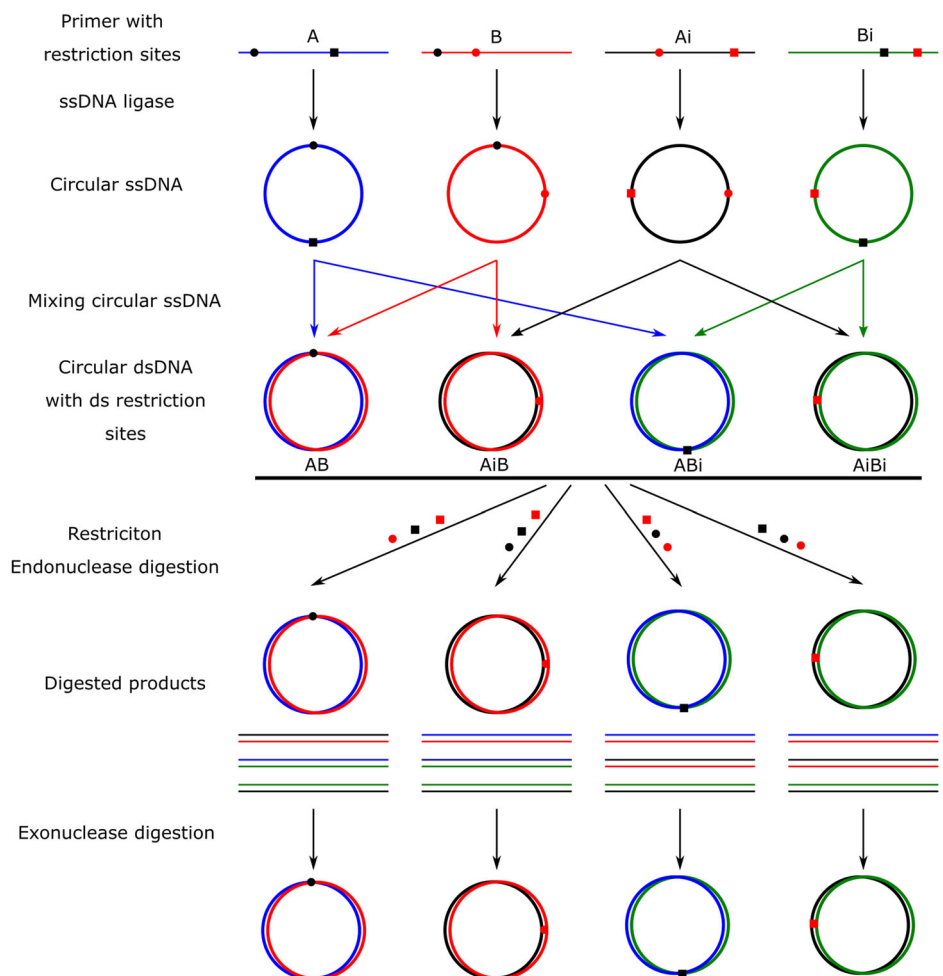 Primer with
restriction sites
A
B
Ai
Bi
ssDNA ligase
Circular ssDNA
Mixing circular ssDNA
Circular dsDNA
with ds restriction
sites
AB
AiB
ABi
AiBi
Restriciton
Endonuclease digestion
Digested products
Exonuclease digestion